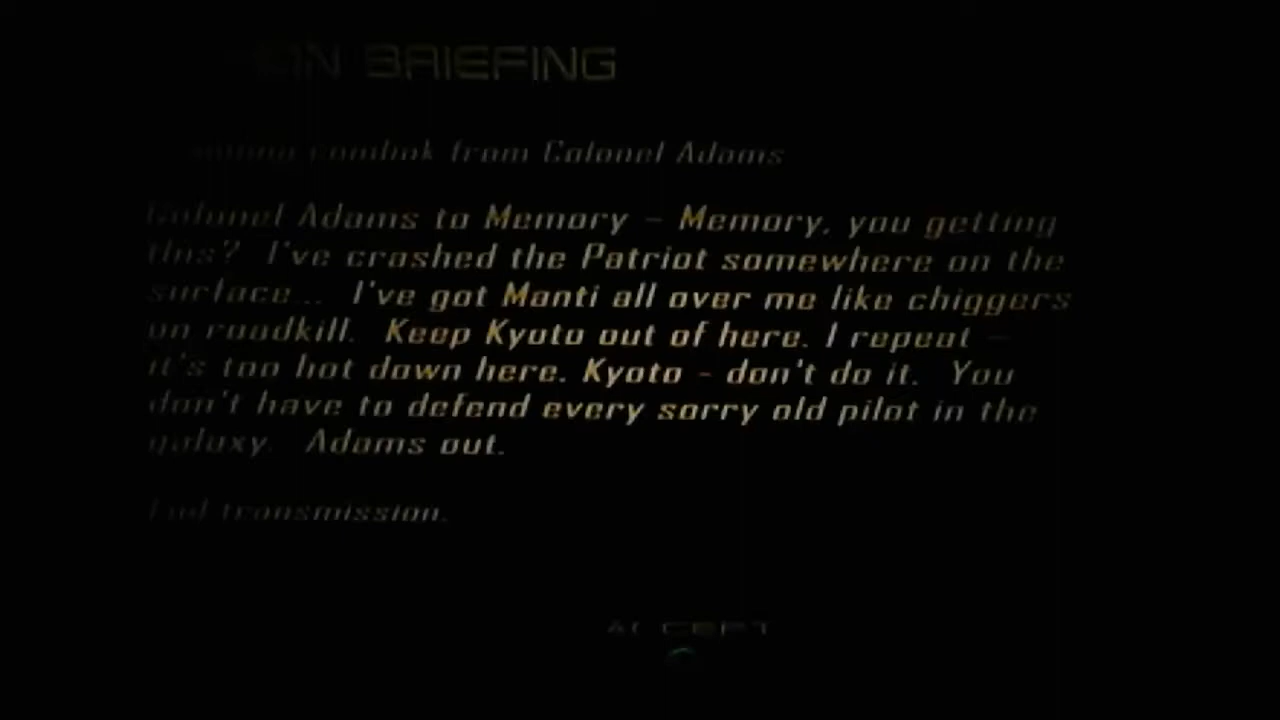 BRIEFING
comlink from Colonel Adams
Colonel Adams to Memory – Memory, you getting
this? I've crashed the Patriot somewhere on the
surface... I've got Manti all over me like chiggers
on roadkill. Keep Kyoto out of here. I repeat –
it's too hot down here. Kyoto - don't do it. You
don't have to defend every sorry old pilot in the
galaxy. Adams out.
End transmission.
ACCEPT